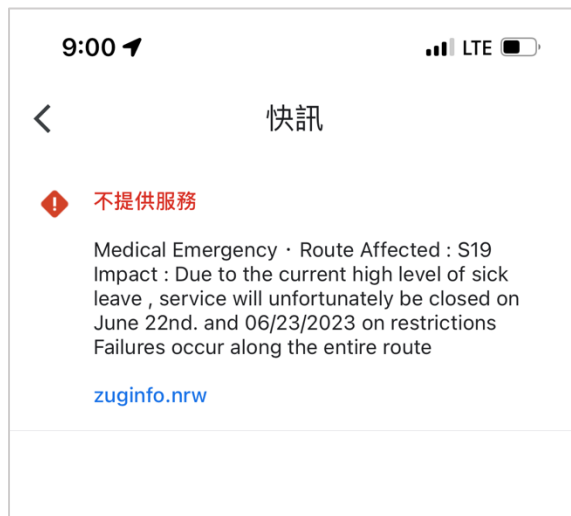 9:00 LTE
快訊
不提供服務
Medical Emergency · Route Affected : S19
Impact : Due to the current high level of sick
leave , service will unfortunately be closed on
June 22nd. and 06/23/2023 on restrictions
Failures occur along the entire route
zuginfo.nrw